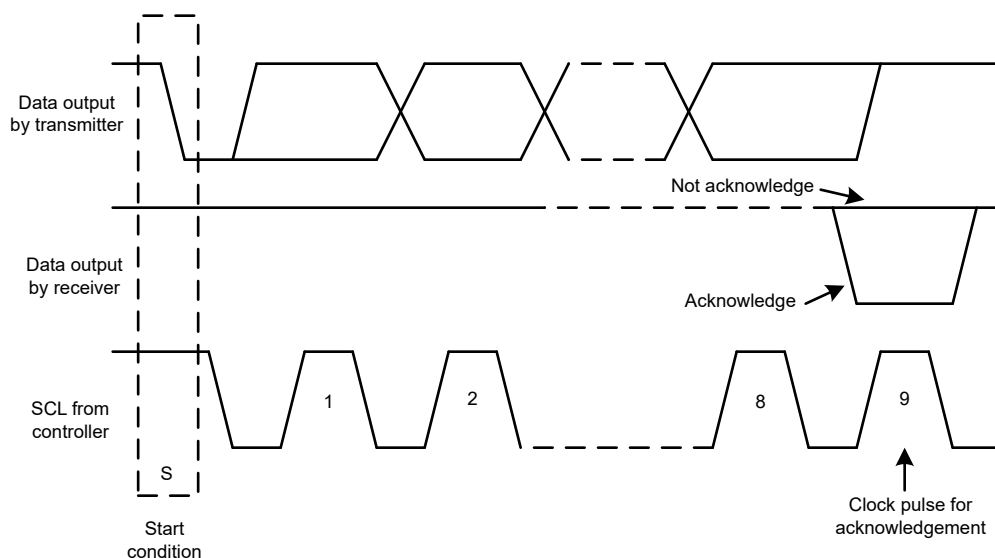 Data output
by transmitter
Not acknowledge
Data output
by receiver
Acknowledge
SCL from
controller
1
2
8
9
S
Start
condition
Clock pulse for
acknowledgement